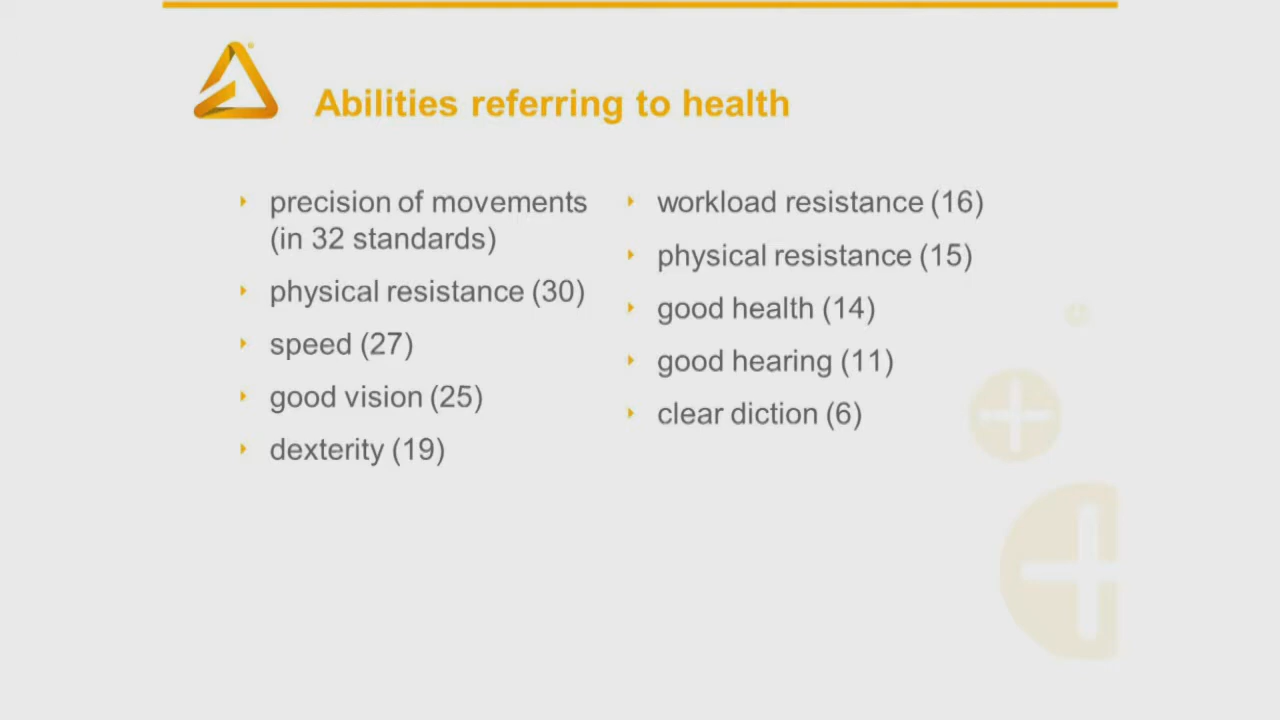 Abilities referring to health
precision of movements
(in 32 standards)
physical resistance (30)
speed (27)
good vision (25)
dexterity (19)
workload resistance (16)
physical resistance (15)
good health (14)
good hearing (11)
clear diction (6)